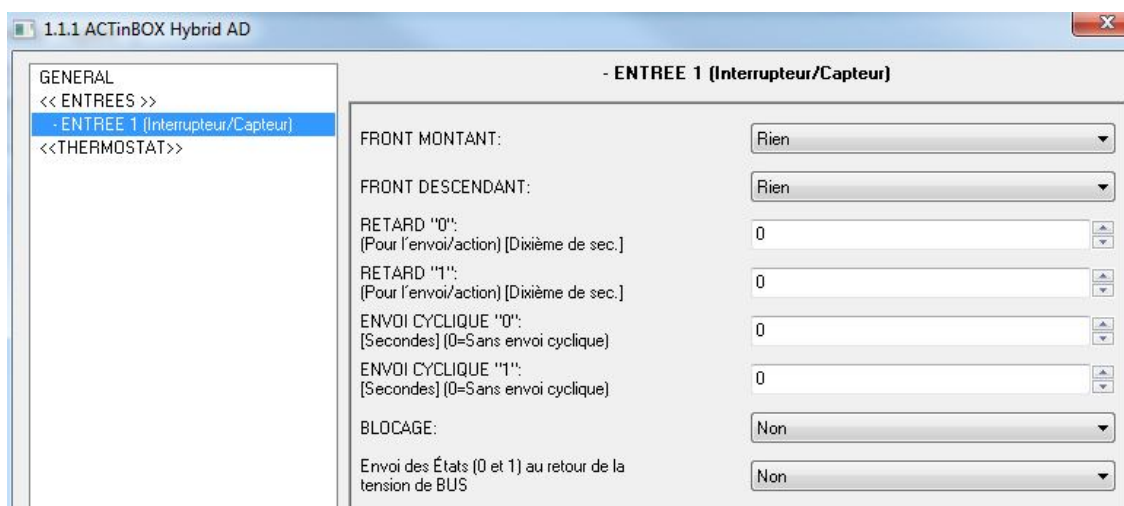 1.1.1 ACTinBOX Hybrid AD
GENERAL
<< ENTREES >>
- ENTREE 1 (Interrupteur/Capteur)
<<THERMOSTAT>>
- ENTREE 1 (Interrupteur/Capteur)
FRONT MONTANT:
Rien
FRONT DESCENDANT:
Rien
RETARD "0":
(Pour l´envoi/action) [Dixième de sec.]
0
RETARD "1":
(Pour l´envoi/action) [Dixième de sec.]
0
ENVOI CYCLIQUE "0":
[Secondes] (0=Sans envoi cyclique)
0
ENVOI CYCLIQUE "1":
[Secondes] (0=Sans envoi cyclique)
0
BLOCAGE:
Non
Envoi des États (0 et 1) au retour de la
tension de BUS
Non